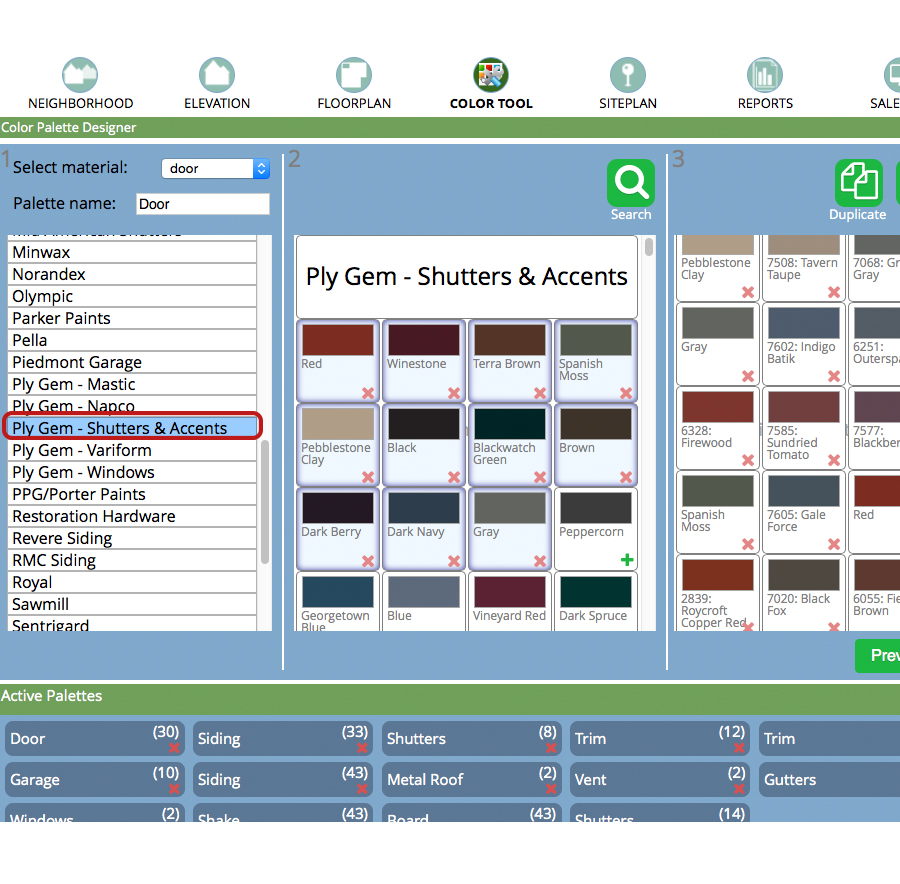 NEIGHBORHOOD
ELEVATION
FLOORPLAN
COLOR TOOL
SITEPLAN
REPORTS
SALE
Color Palette Designer
1
Select material:
door
Palette name:
Door
Minwax
Norandex
Olympic
Parker Paints
Pella
Piedmont Garage
Ply Gem - Mastic
Ply Gem - Napco
Ply Gem - Shutters & Accents
Ply Gem - Variform
Ply Gem - Windows
PPG/Porter Paints
Restoration Hardware
Revere Siding
RMC Siding
Royal
Sawmill
Sentrigard
2
Search
Ply Gem - Shutters & Accents
Red
Winestone
Terra Brown
Spanish
Moss
Pebblestone
Clay
Black
Blackwatch
Green
Brown
Dark Berry
Dark Navy
Gray
Peppercorn
Georgetown
Blue
Blue
Vineyard Red
Dark Spruce
3
Duplicate
Pebblestone
Clay
7508: Tavern
Taupe
7068: Gr
Gray
Gray
7602: Indigo
Batik
6251:
Outerspa
6328:
Firewood
7585:
Sundried
Tomato
7577:
Blackber
Spanish
Moss
7605: Gale
Force
Red
2839:
Roycroft
Copper Red
7020: Black
Fox
6055: Fie
Brown
Prev
Active Palettes
Door (30)
Siding (33)
Shutters (8)
Trim (12)
Trim
Garage (10)
Siding (43)
Metal Roof (2)
Vent (2)
Gutters
Windows (2)
Shake (43)
Board (43)
Shutters (14)